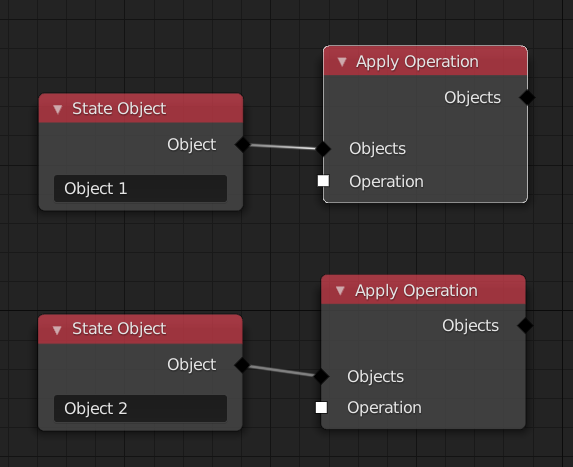 Apply Operation
Objects
Objects
Operation
State Object
Object
Object 1
Apply Operation
Objects
Objects
Operation
State Object
Object
Object 2